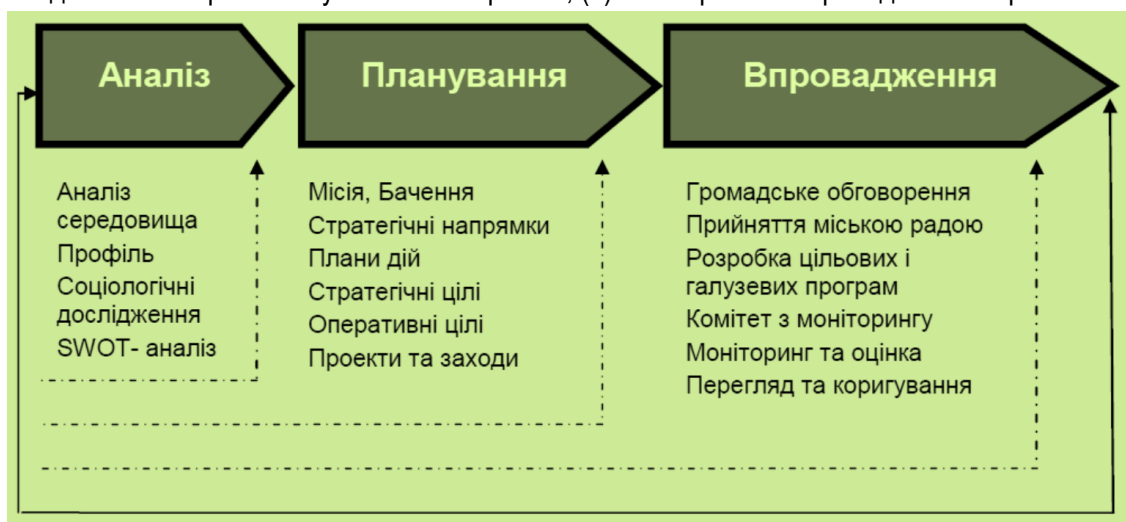 Аналіз
Планування
Впровадження
Аналіз
середовища
Профіль
Соціологічні
дослідження
SWOT- аналіз
Місія, Бачення
Стратегічні напрямки
Плани дій
Стратегічні цілі
Оперативні цілі
Проекти та заходи
Громадське обговорення
Прийняття міською радою
Розробка цільових і
галузевих програм
Комітет з моніторингу
Моніторинг та оцінка
Перегляд та коригування